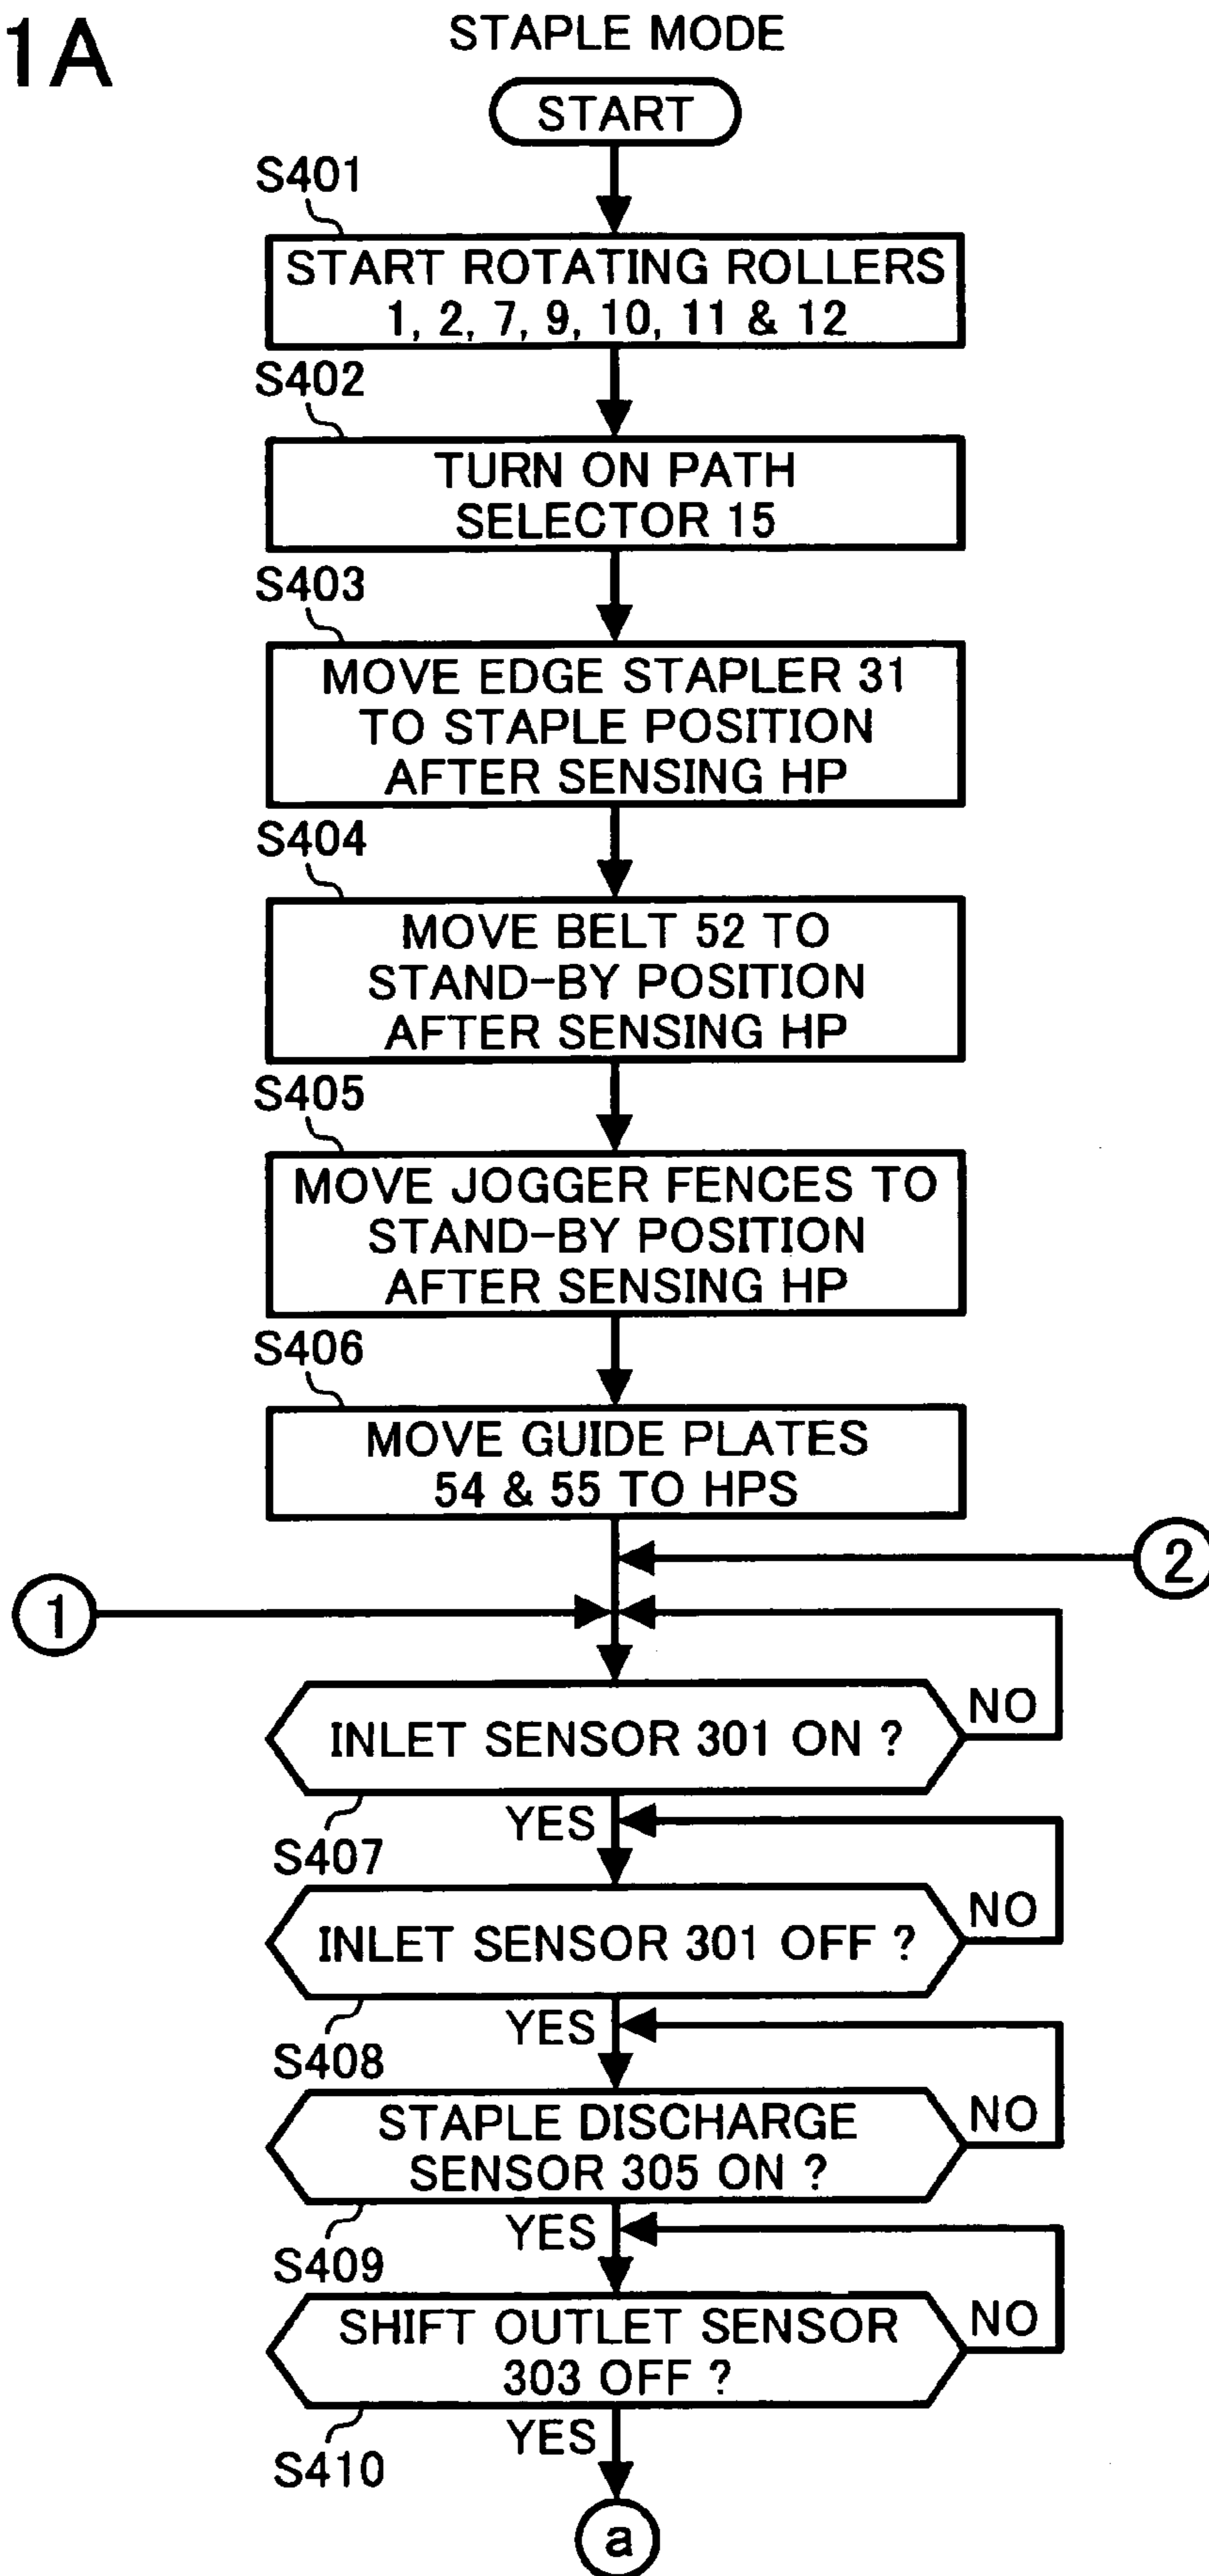 1A
STAPLE MODE
START
S401
START ROTATING ROLLERS
1, 2, 7, 9, 10, 11 & 12
S402
TURN ON PATH
SELECTOR 15
S403
MOVE EDGE STAPLER 31
TO STAPLE POSITION
AFTER SENSING HP
S404
MOVE BELT 52 TO
STAND-BY POSITION
AFTER SENSING HP
S405
MOVE JOGGER FENCES TO
STAND-BY POSITION
AFTER SENSING HP
S406
MOVE GUIDE PLATES
54 & 55 TO HPS
2
1
INLET SENSOR 301 ON ?
NO
S407
YES
INLET SENSOR 301 OFF ?
NO
S408
YES
STAPLE DISCHARGE
SENSOR 305 ON ?
NO
S409
YES
SHIFT OUTLET SENSOR
303 OFF ?
NO
S410
YES
a